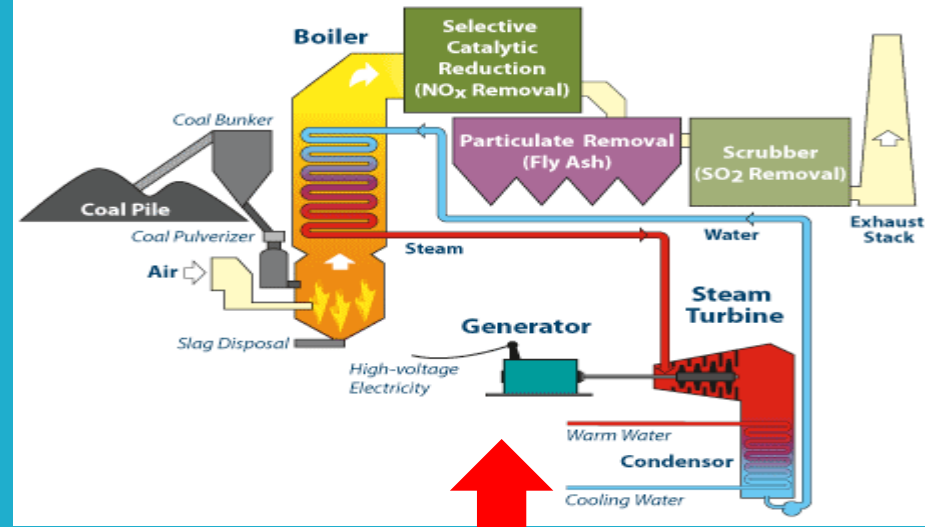 Boiler
Selective
Catalytic
Reduction
(NOx Removal)
Coal Bunker
Particulate Removal
(Fly Ash)
Scrubber
(SO2 Removal)
Coal Pile
Exhaust
Stack
Coal Pulverizer
Steam
Water
Air
Steam
Turbine
Generator
Slag Disposal
High-voltage
Electricity
Warm Water
Condensor
Cooling Water